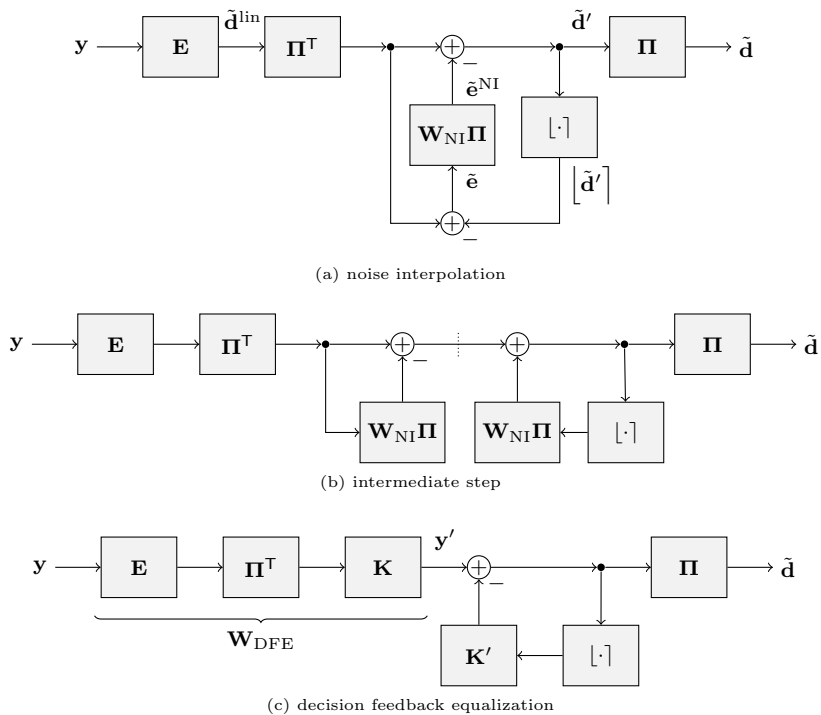 y E d̃^lin Π^T − d̃′ Π d̃
ẽ^NI
W_NI Π ⌊·⌉
ẽ ⌊d̃′⌉
−
(a) noise interpolation
y E Π^T − Π d̃
W_NI Π W_NI Π ⌊·⌉
(b) intermediate step
y E Π^T K y′ − Π d̃
W_DFE
K′ ⌊·⌉
(c) decision feedback equalization